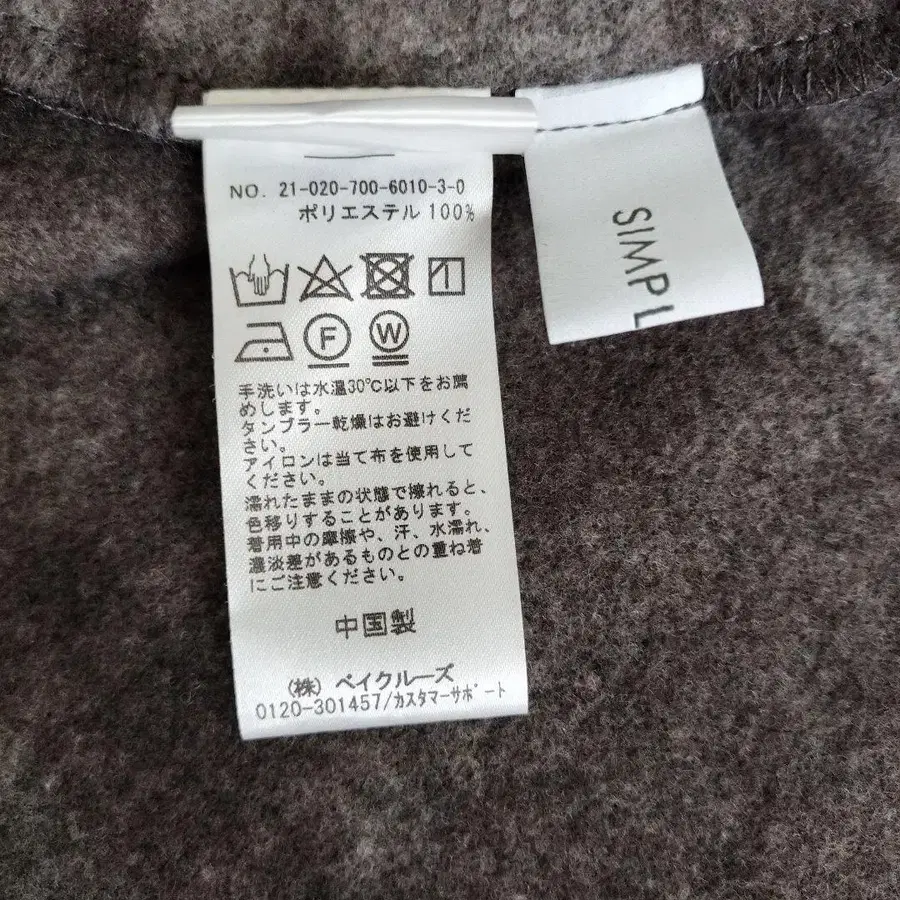 NO. 21-020-700-6010-3-0
ポリエステル 100%
F
W
手洗いは水温30℃以下をお薦
めします。
タンブラー乾燥はお避けくだ
さい。
アイロンは当て布を使用して
ください。
濡れたままの状態で擦れると、
色移りすることがあります。
着用中の摩擦や、汗、水濡れ、
濃淡差があるものとの重ね着
にご注意ください。
中国製
(株) ベイクルーズ
0120-301457/カスタマーサポート
SIMPL